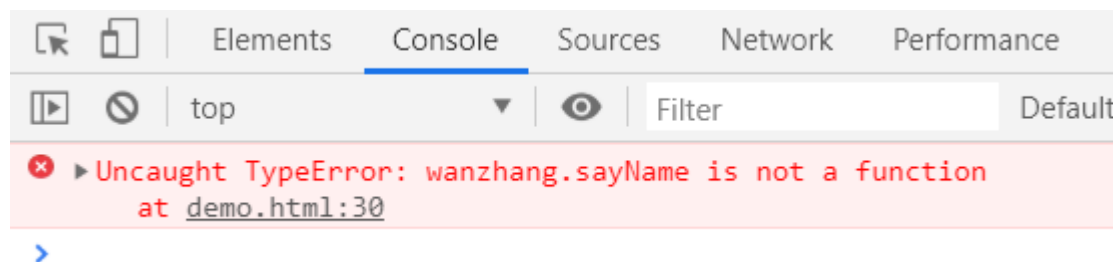 Elements Console Sources Network Performance
top Filter Default
Uncaught TypeError: wanzhang.sayName is not a function
at demo.html:30